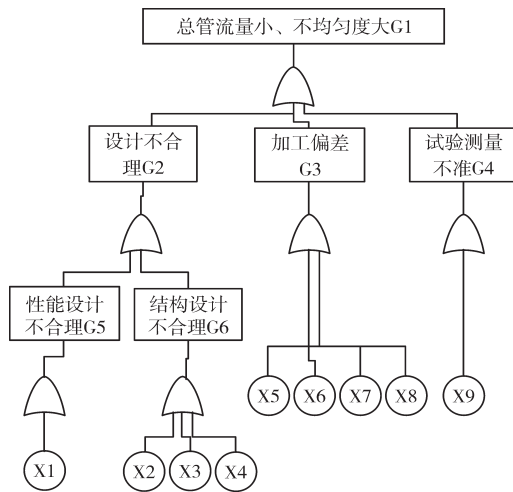 总管流量小、不均匀度大G1
设计不合
理G2
加工偏差
G3
试验测量
不准G4
性能设计
不合理G5
结构设计
不合理G6
X5
X6
X7
X8
X9
X1
X2
X3
X4